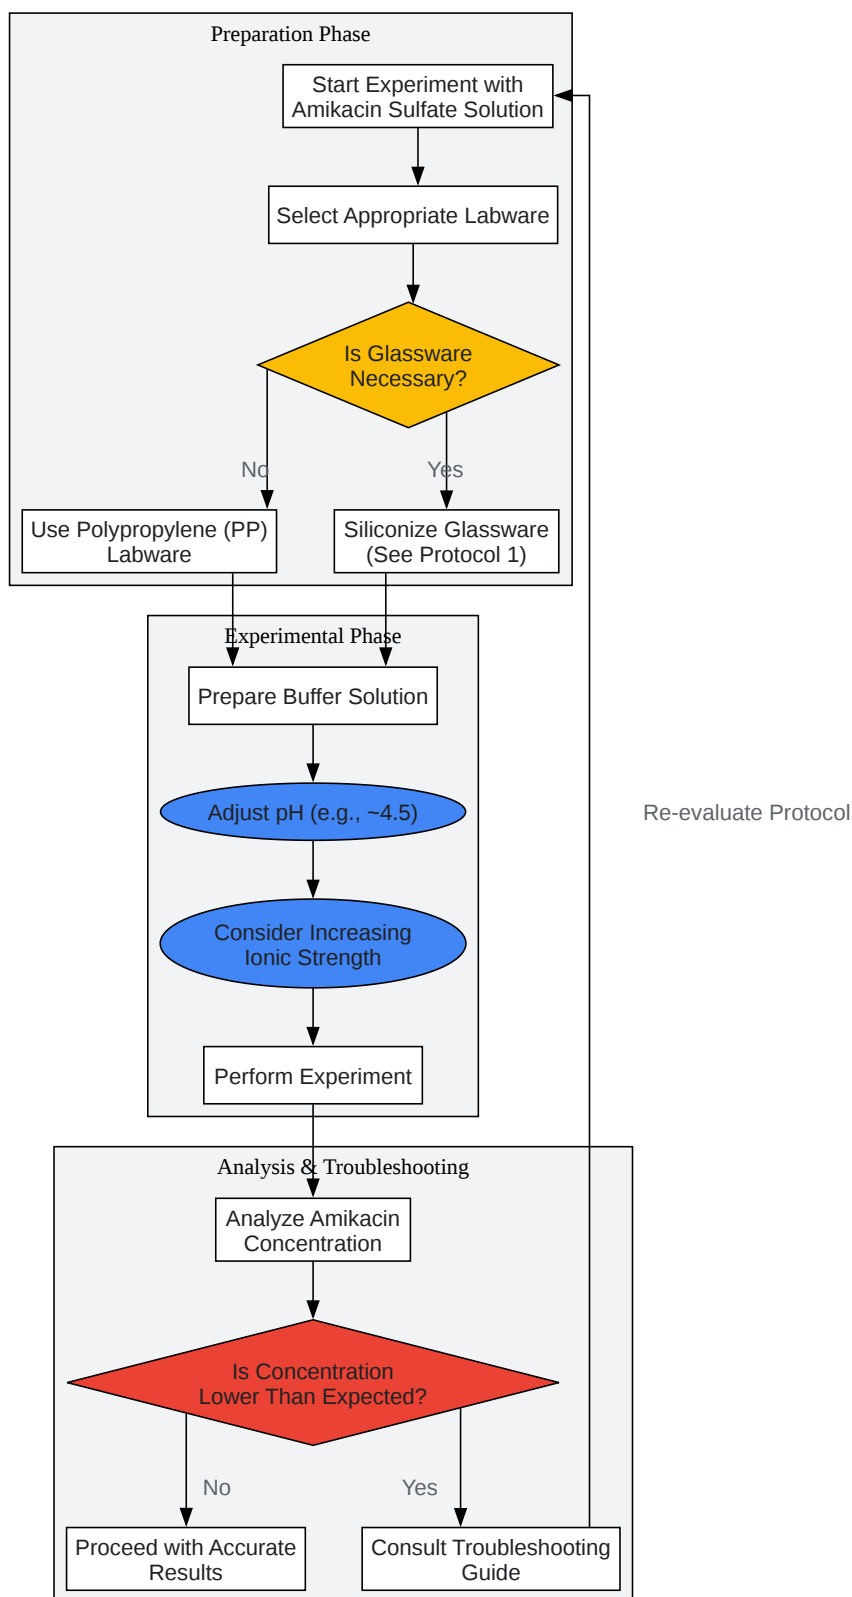 Preparation Phase
Start Experiment with
Amikacin Sulfate Solution
Select Appropriate Labware
Is Glassware
Necessary?
No
Yes
Use Polypropylene (PP)
Labware
Siliconize Glassware
(See Protocol 1)
Experimental Phase
Prepare Buffer Solution
Adjust pH (e.g., ~4.5)
Re-evaluate Protocol
Consider Increasing
Ionic Strength
Perform Experiment
Analysis & Troubleshooting
Analyze Amikacin
Concentration
Is Concentration
Lower Than Expected?
No
Yes
Proceed with Accurate
Results
Consult Troubleshooting
Guide